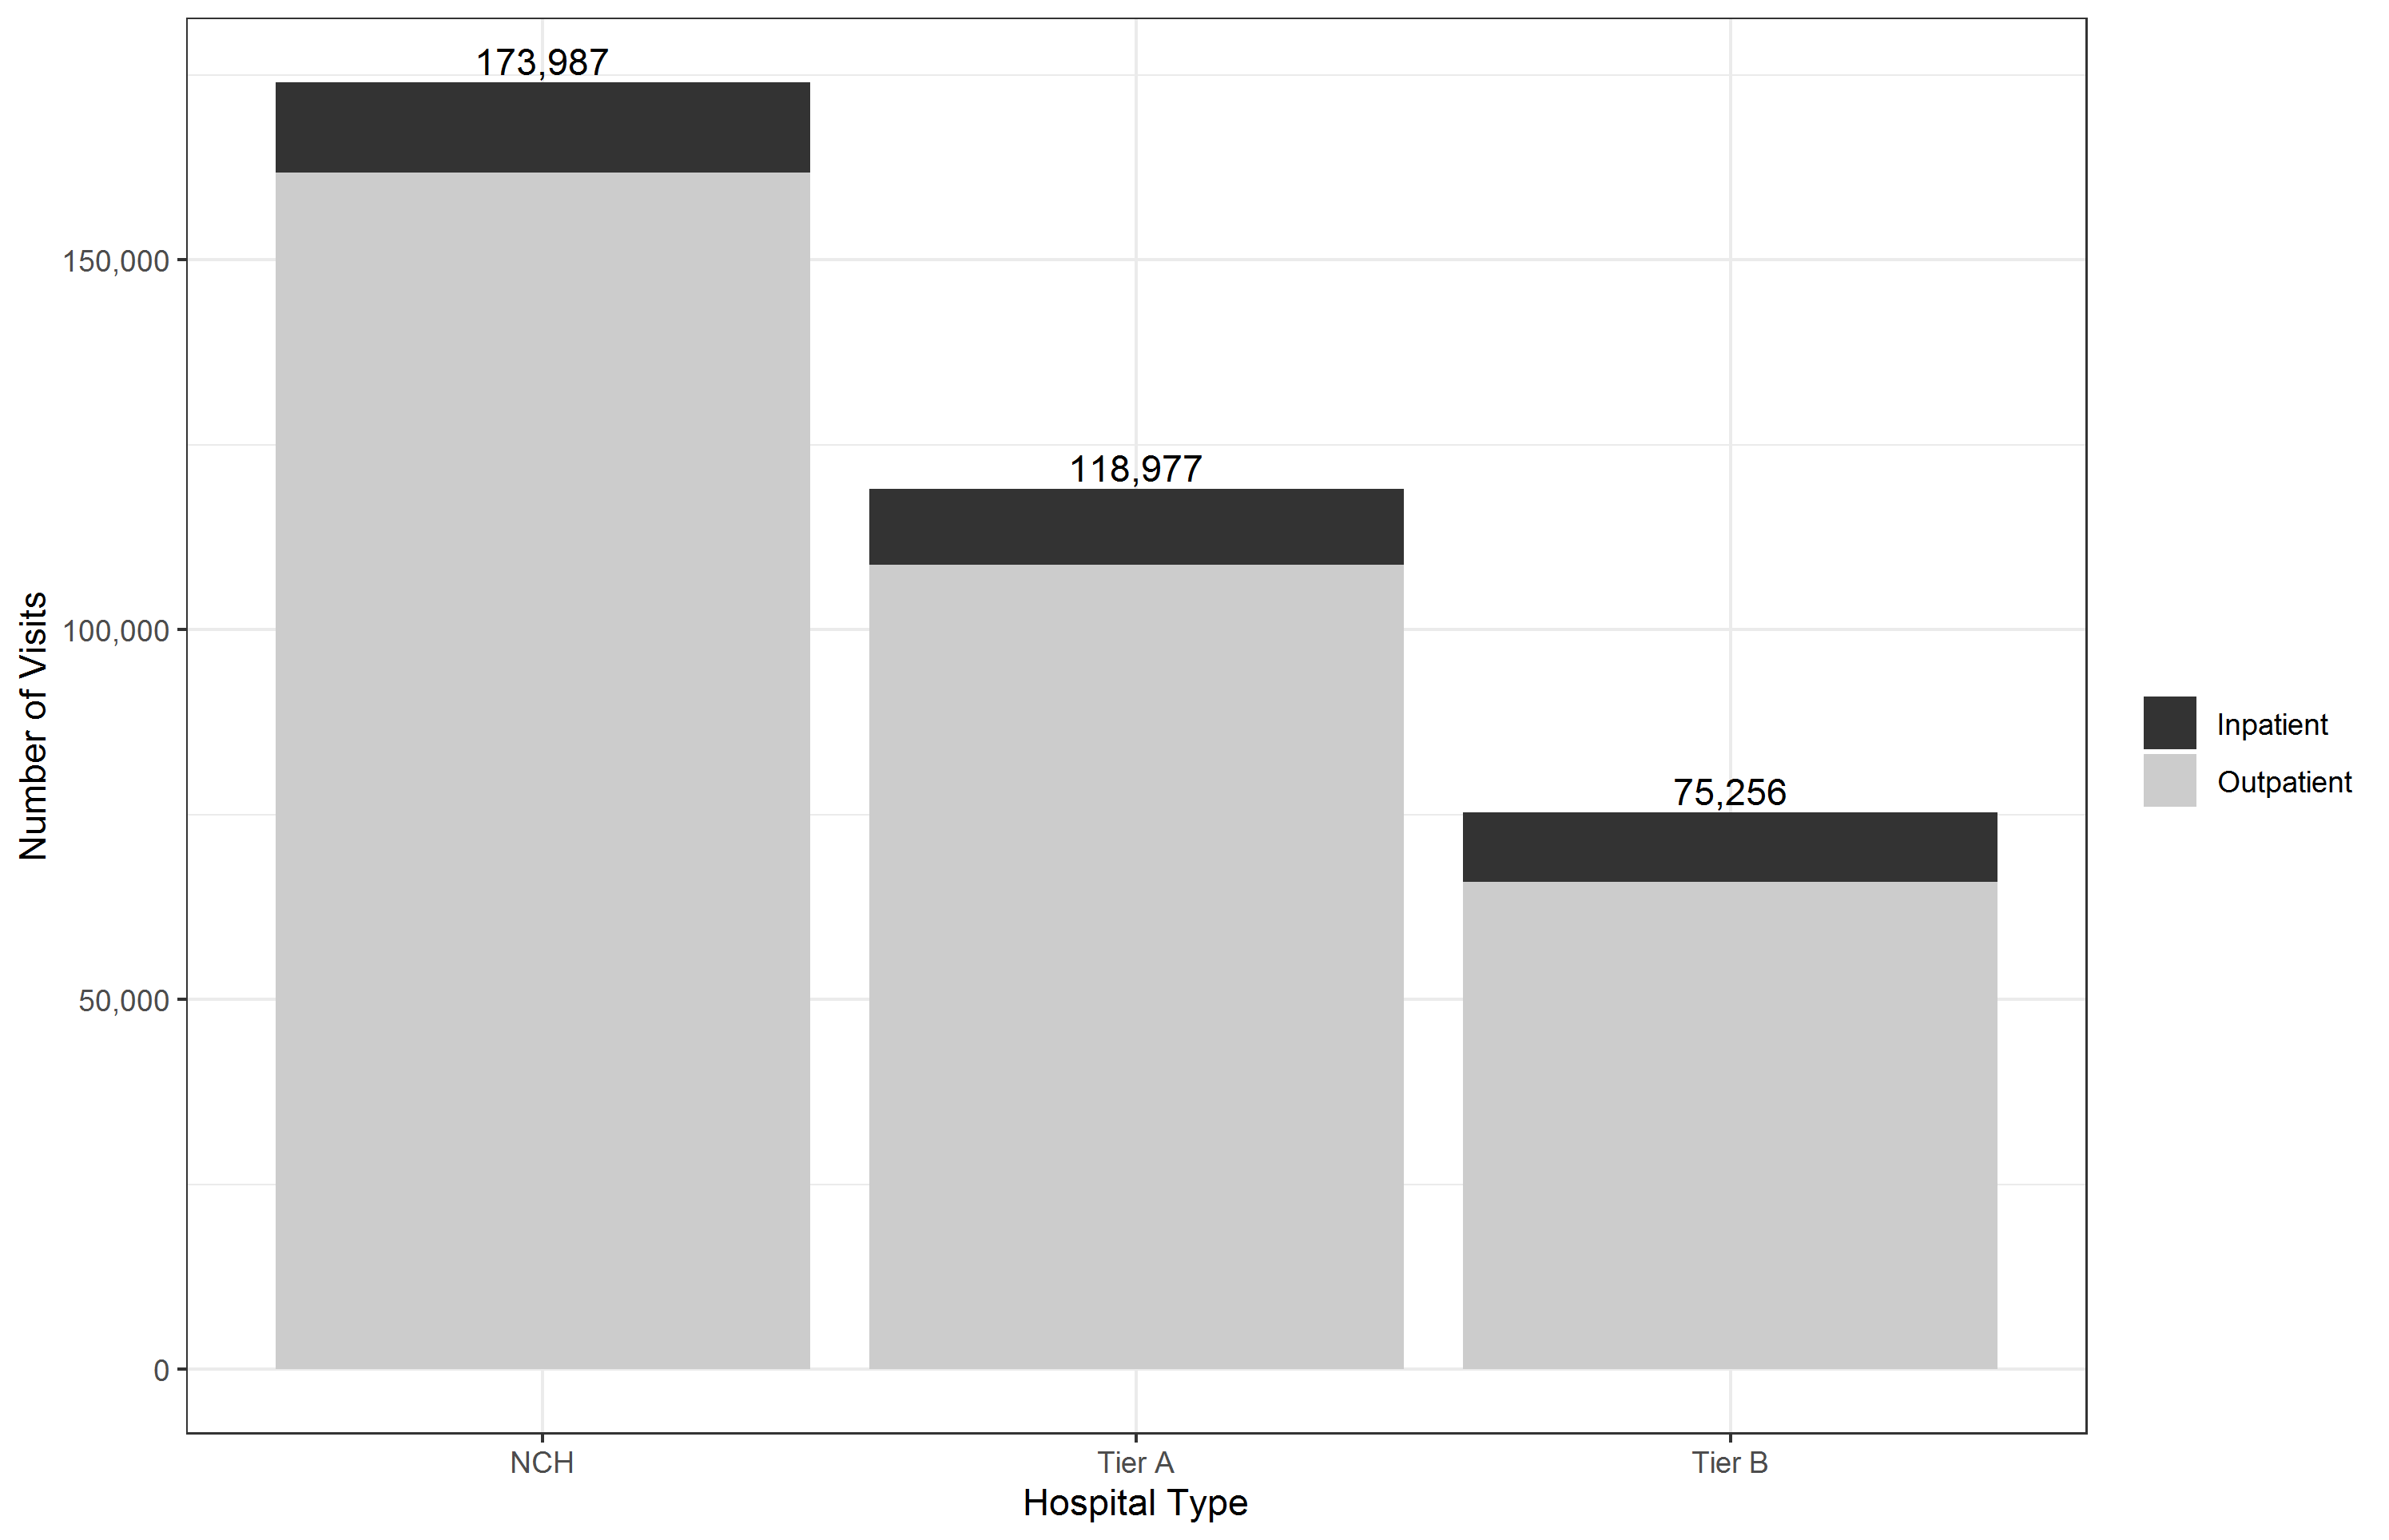 173,987
118,977
75,256
150,000
100,000
50,000
0
Number of Visits
NCH
Tier A
Tier B
Hospital Type
Inpatient
Outpatient